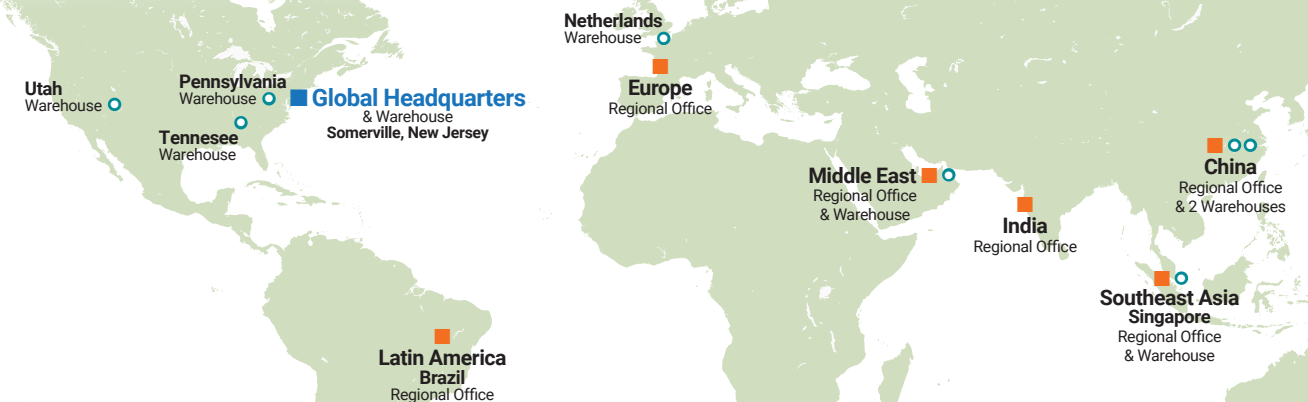 Utah
Warehouse
Pennsylvania
Warehouse
Tennesee
Warehouse
Global Headquarters
& Warehouse
Somerville, New Jersey
Latin America
Brazil
Regional Office
Netherlands
Warehouse
Europe
Regional Office
Middle East
Regional Office
& Warehouse
India
Regional Office
China
Regional Office
& 2 Warehouses
Southeast Asia
Singapore
Regional Office
& Warehouse